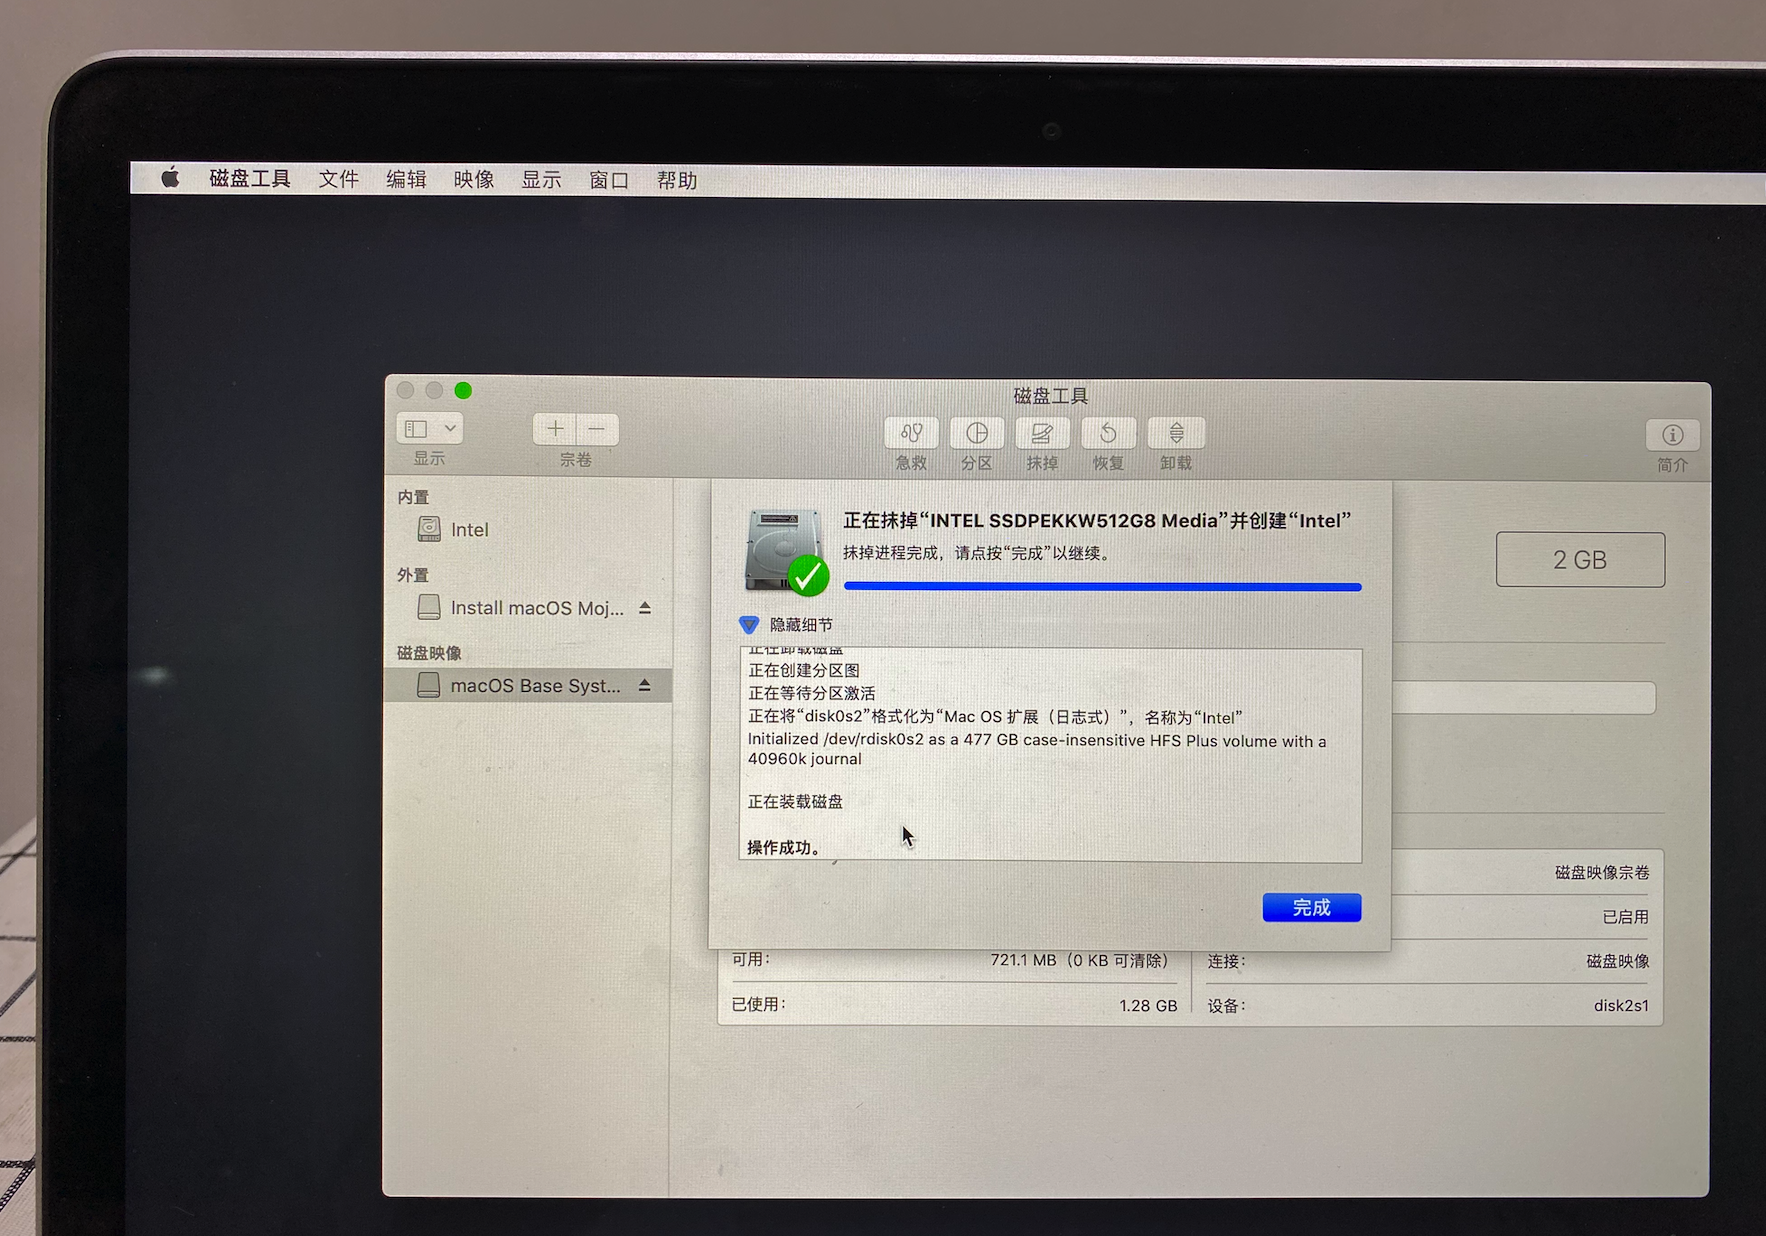 磁盘工具 文件 编辑 映像 显示 窗口 帮助
磁盘工具
显示
宗卷
急救 分区 抹掉 恢复 卸载
简介
内置
Intel
外置
Install macOS Moj...
磁盘映像
macOS Base Syst...
正在抹掉“INTEL SSDPEKKW512G8 Media”并创建“Intel”
抹掉进程完成，请点按“完成”以继续。
隐藏细节
正在卸载磁盘
正在创建分区图
正在等待分区激活
正在将“disk0s2”格式化为“Mac OS 扩展（日志式）”，名称为“Intel”
Initialized /dev/rdisk0s2 as a 477 GB case-insensitive HFS Plus volume with a
40960k journal
正在装载磁盘
操作成功。
完成
2 GB
磁盘映像宗卷
已启用
可用： 721.1 MB（0 KB 可清除） 连接： 磁盘映像
已使用： 1.28 GB 设备： disk2s1